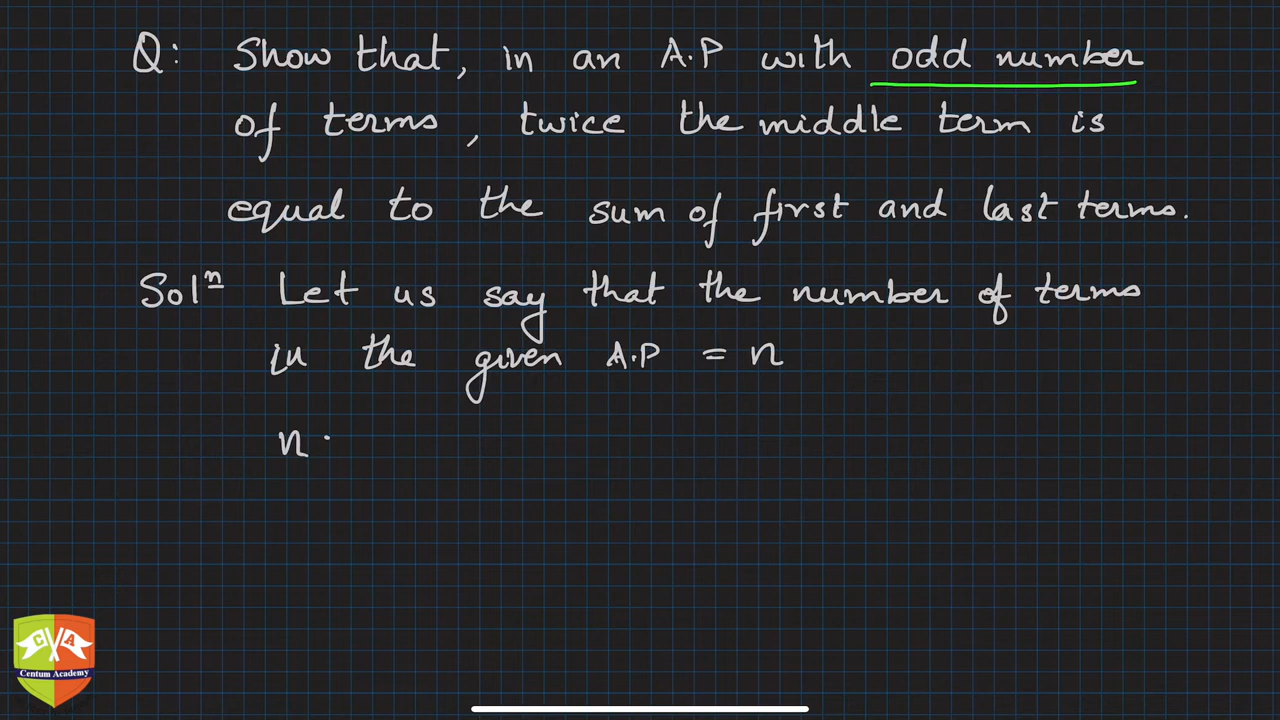 Q: Show that, in an A.P with odd number
of terms, twice the middle term is
equal to the sum of first and last terms.
Solⁿ Let us say that the number of terms
in the given A.P = n
n
C A
Centum Academy